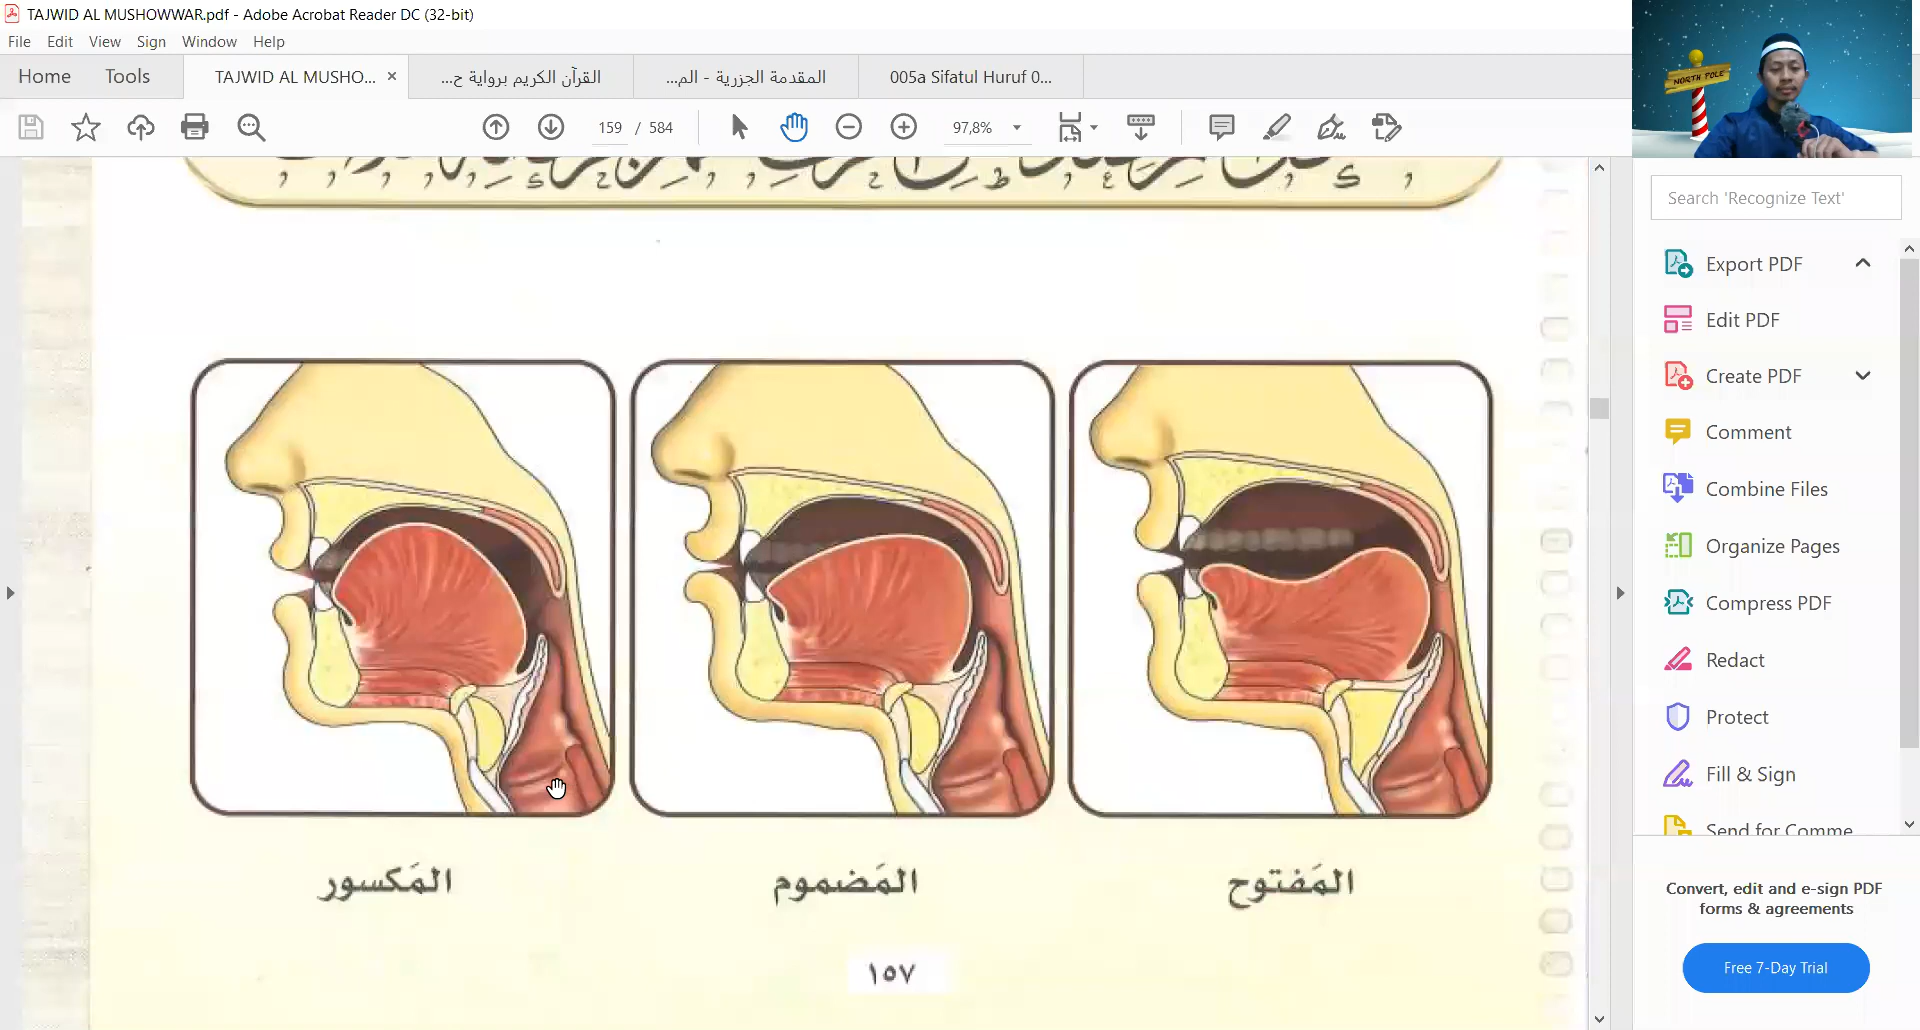 TAJWID AL MUSHOWWAR.pdf - Adobe Acrobat Reader DC (32-bit)
File Edit View Sign Window Help
Home Tools TAJWID AL MUSHO... × القرآن الكريم برواية ح... المقدمة الجزرية - الم... 005a Sifatul Huruf 0...
159 / 584 97,8%
NORTH POLE
Search 'Recognize Text'
Export PDF
Edit PDF
Create PDF
Comment
Combine Files
Organize Pages
Compress PDF
Redact
Protect
Fill & Sign
Send for Comme
Convert, edit and e-sign PDF
forms & agreements
Free 7-Day Trial
المَفتوح المَضموم المَكسور
١٥٧